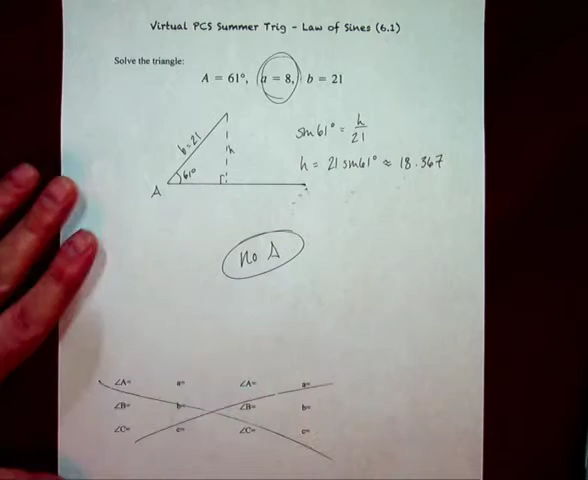 Virtual PCS Summer Trig - Law of Sines (6.1)
Solve the triangle:
A = 61°, a = 8, b = 21
b=21
h
61°
A
sin 61° = h/21
h = 21 sin 61° ≈ 18.367
no Δ
∠A= a= ∠A= a=
∠B= b= ∠B= b=
∠C= c= ∠C= c=